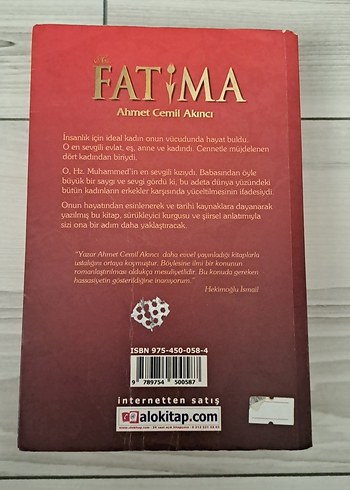 Hz.
FATIMA
Ahmet Cemil Akıncı
İnsanlık için ideal kadın onun vücudunda hayat buldu.
O en sevgili evlat, eş, anne ve kadındı. Cennetle müjdelenen
dört kadından biriydi.
O, Hz. Muhammed'in en sevgili kızıydı. Babasından öyle
büyük bir saygı ve sevgi gördü ki, bu adeta dünya yüzündeki
bütün kadınların erkekler karşısında yüceltilmesinin ifadesiydi.
Onun hayatından esinlenerek ve tarihi kaynaklara dayanarak
yazılmış bu kitap, sürükleyici kurgusu ve şiirsel anlatımıyla
sizi ona bir adım daha yaklaştıracak.
"Yazar Ahmet Cemil Akıncı daha evvel yayınladığı kitaplarla
ustalığını ortaya koymuştur. Böylesine ilmi bir konunun
romanlaştırılması oldukça mesuliyetlidir. Bu konuda gereken
hassasiyetin gösterildiğine inanıyorum."
Hekimoğlu İsmail
ISBN 975-450-058-4
9 789754 500587
internetten satış
alokitap.com